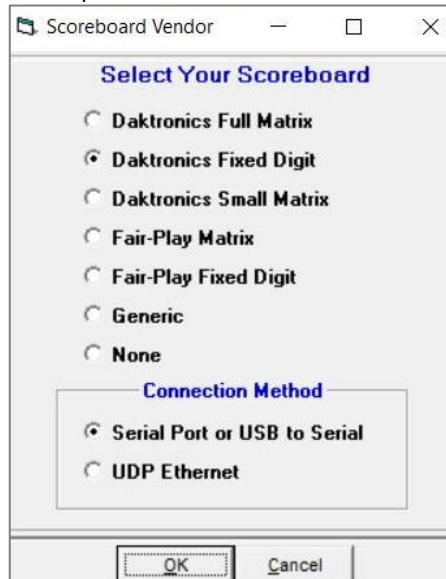 Scoreboard Vendor
Select Your Scoreboard
Daktronics Full Matrix
Daktronics Fixed Digit
Daktronics Small Matrix
Fair-Play Matrix
Fair-Play Fixed Digit
Generic
None
Connection Method
Serial Port or USB to Serial
UDP Ethernet
OK Cancel